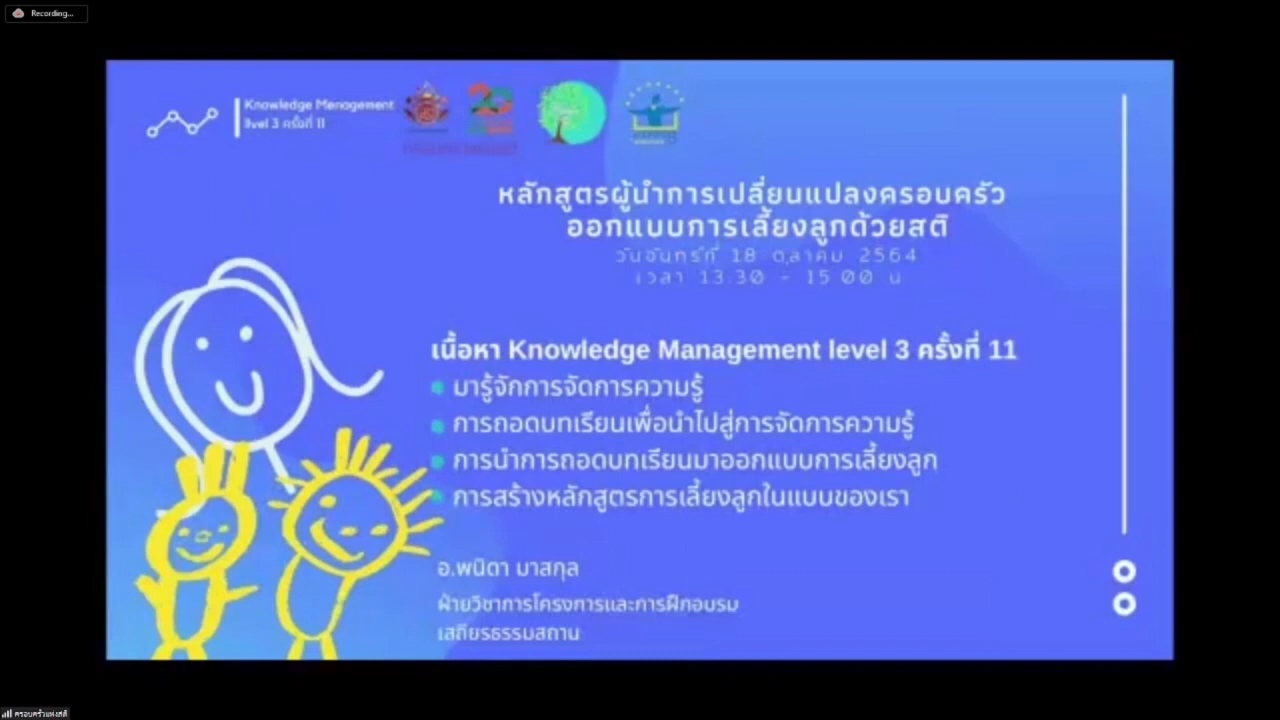 Recording...
Knowledge Menagement
level 3 ครั้งที่ 11
หลักสูตรผู้นำการเปลี่ยนแปลงครอบครัว
ออกแบบการเลี้ยงลูกด้วยสติ
วันจันทร์ที่ 18 ตุลาคม 2564
เวลา 13.30 - 15.00 น
เนื้อหา Knowledge Management level 3 ครั้งที่ 11
มารู้จักการจัดการความรู้
การถอดบทเรียนเพื่อนำไปสู่การจัดการความรู้
การนำการถอดบทเรียนมาออกแบบการเลี้ยงลูก
การสร้างหลักสูตรการเลี้ยงลูกในแบบของเรา
อ.พนิดา มาสกุล
ฝ่ายวิชาการโครงการและการฝึกอบรม
เสถียรธรรมสถาน
ครอบครัวแห่งสติ